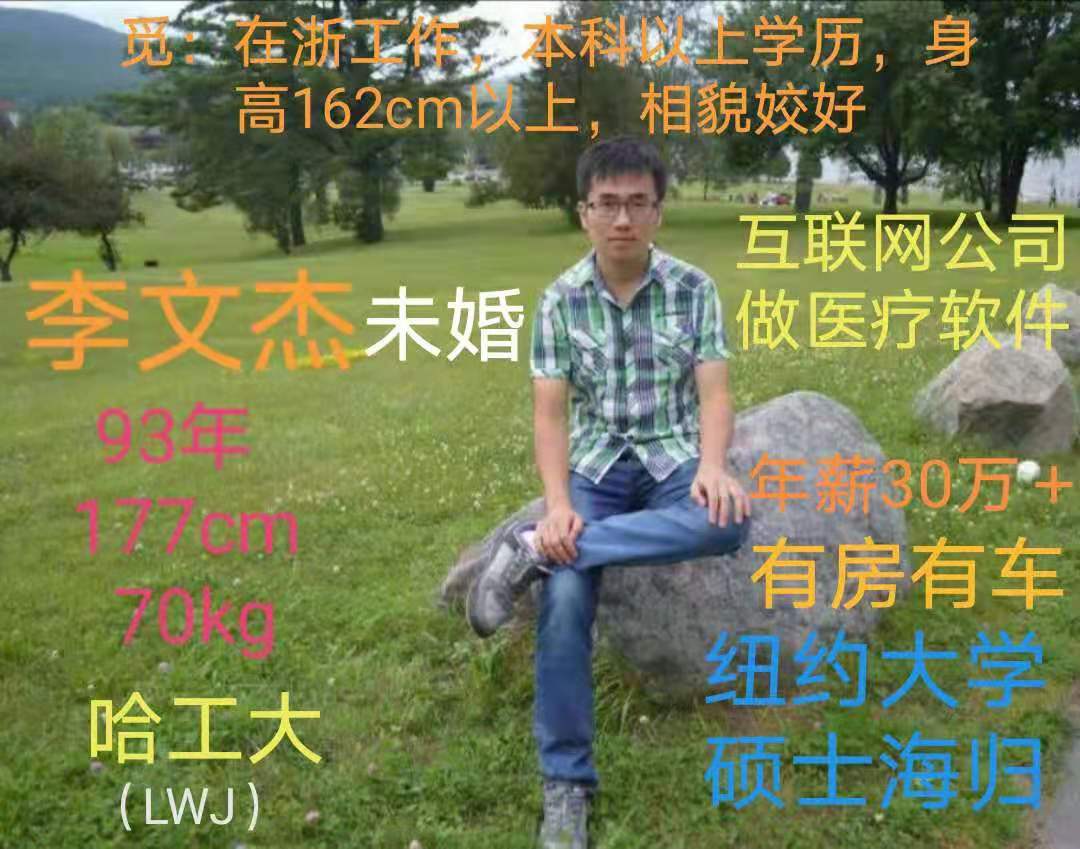 觅：在浙工作，本科以上学历，身
高162cm以上，相貌姣好
李文杰 未婚
93年
177cm
70kg
哈工大
(LWJ)
互联网公司
做医疗软件
年薪30万+
有房有车
纽约大学
硕士海归